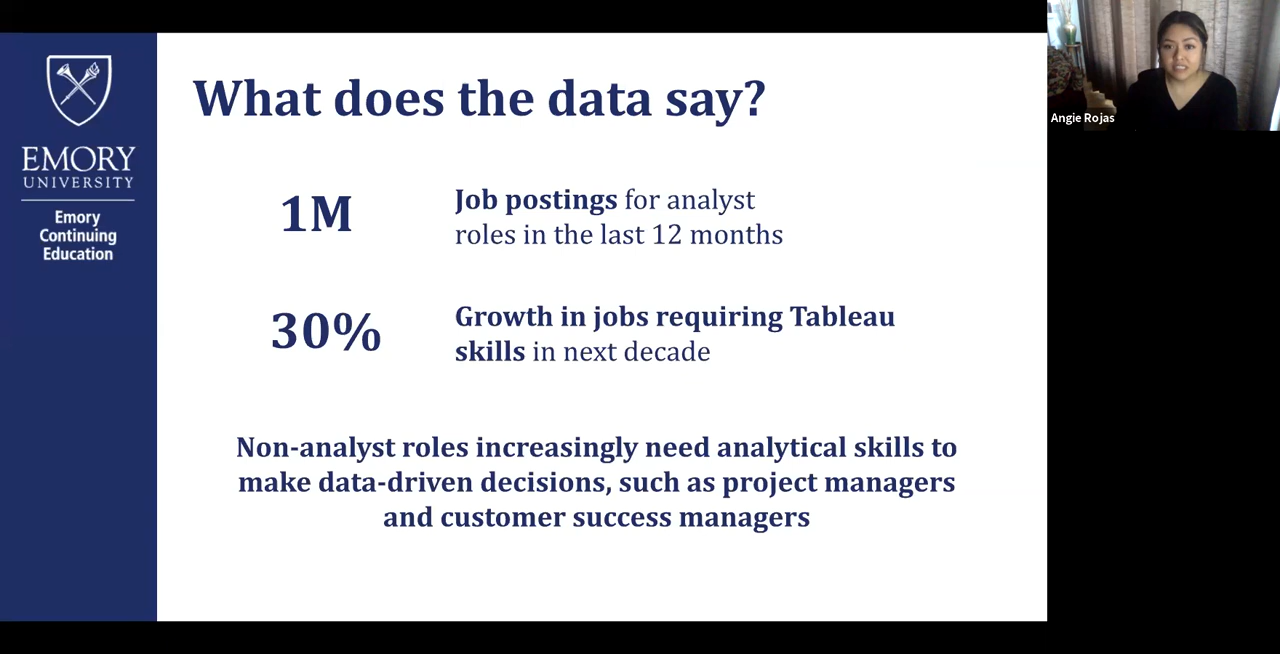 EMORY
UNIVERSITY
Emory
Continuing
Education
What does the data say?
1M
Job postings for analyst
roles in the last 12 months
30%
Growth in jobs requiring Tableau
skills in next decade
Non-analyst roles increasingly need analytical skills to
make data-driven decisions, such as project managers
and customer success managers
Angie Rojas